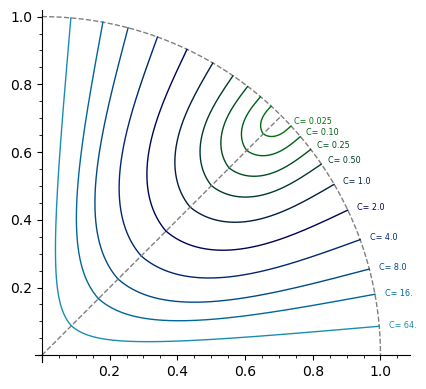 1.0
0.8
C= 0.025
C= 0.10
C= 0.25
0.6
C= 0.50
C= 1.0
C= 2.0
0.4
C= 4.0
C= 8.0
0.2
C= 16.
C= 64.
0.2 0.4 0.6 0.8 1.0